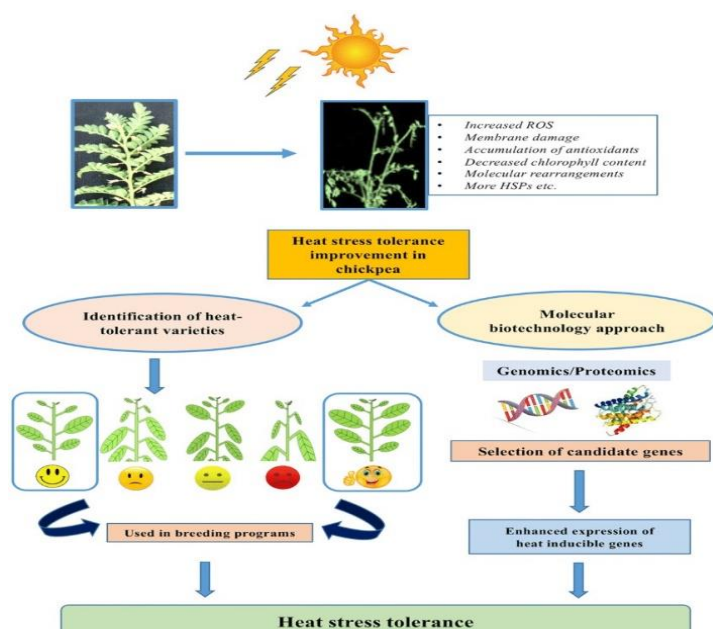 • Increased ROS
• Membrane damage
• Accumulation of antioxidants
• Decreased chlorophyll content
• Molecular rearrangements
• More HSPs etc.
Heat stress tolerance
improvement in
chickpea
Identification of heat-
tolerant varieties
Molecular
biotechnology approach
Genomics/Proteomics
Selection of candidate genes
Used in breeding programs
Enhanced expression of
heat inducible genes
Heat stress tolerance